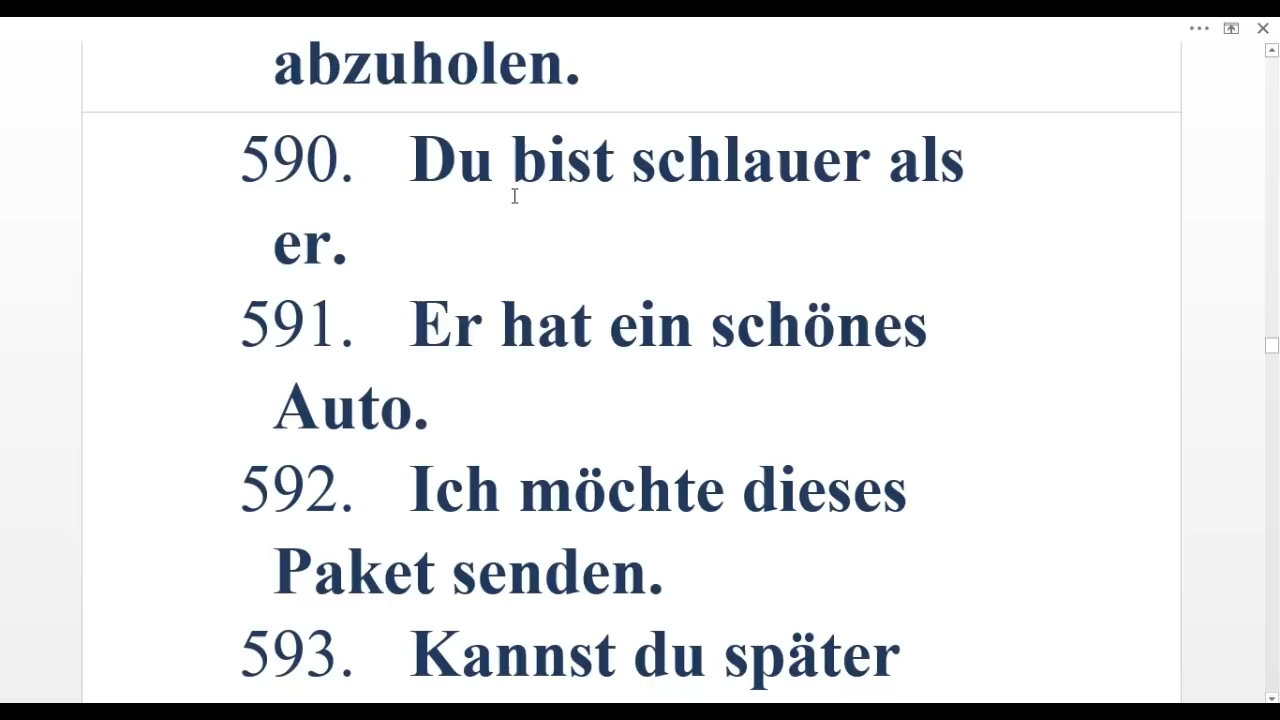 abzuholen.
590. Du bist schlauer als
er.
591. Er hat ein schönes
Auto.
592. Ich möchte dieses
Paket senden.
593. Kannst du später